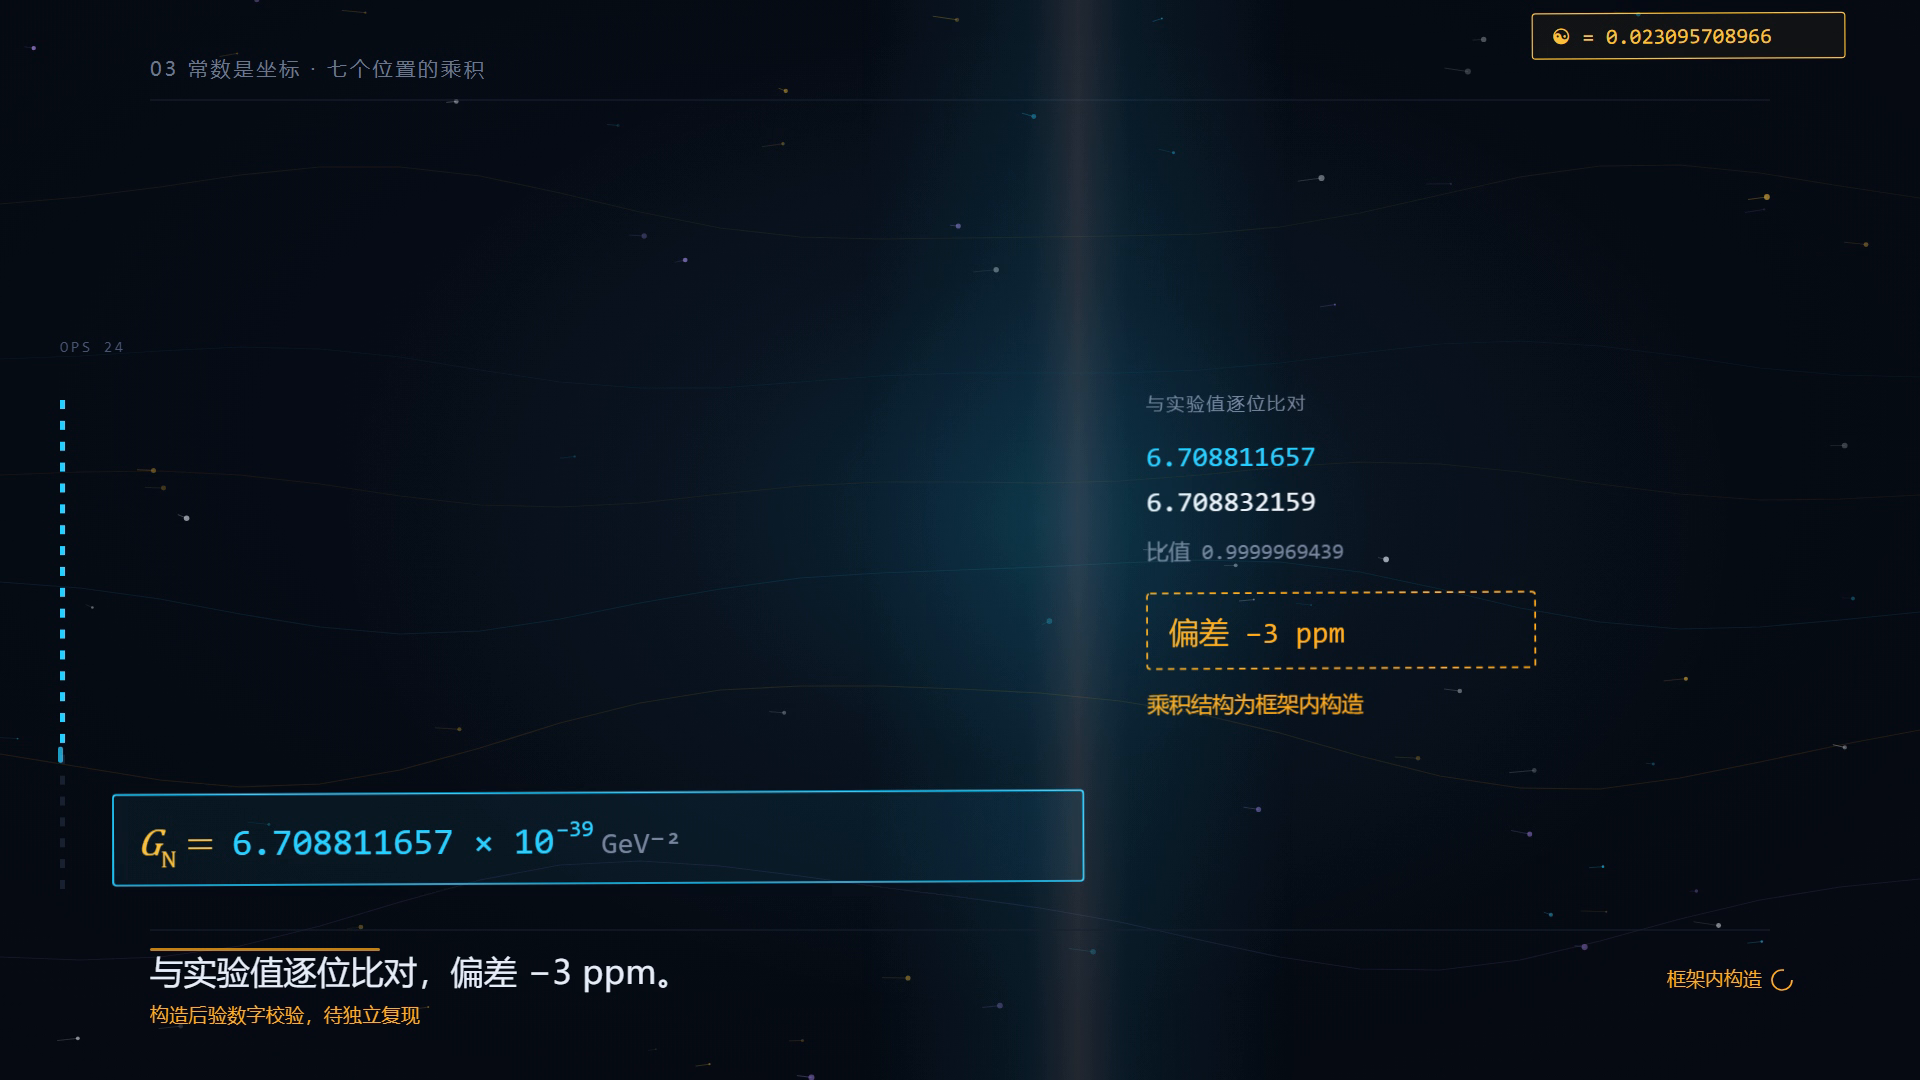 03 常数是坐标 · 七个位置的乘积
☯ = 0.023095708966
OPS 24
与实验值逐位比对
6.708811657
6.708832159
比值 0.9999969439
偏差 −3 ppm
乘积结构为框架内构造
G_N = 6.708811657 × 10⁻³⁹ GeV⁻²
与实验值逐位比对，偏差 −3 ppm。
构造后验数字校验，待独立复现
框架内构造